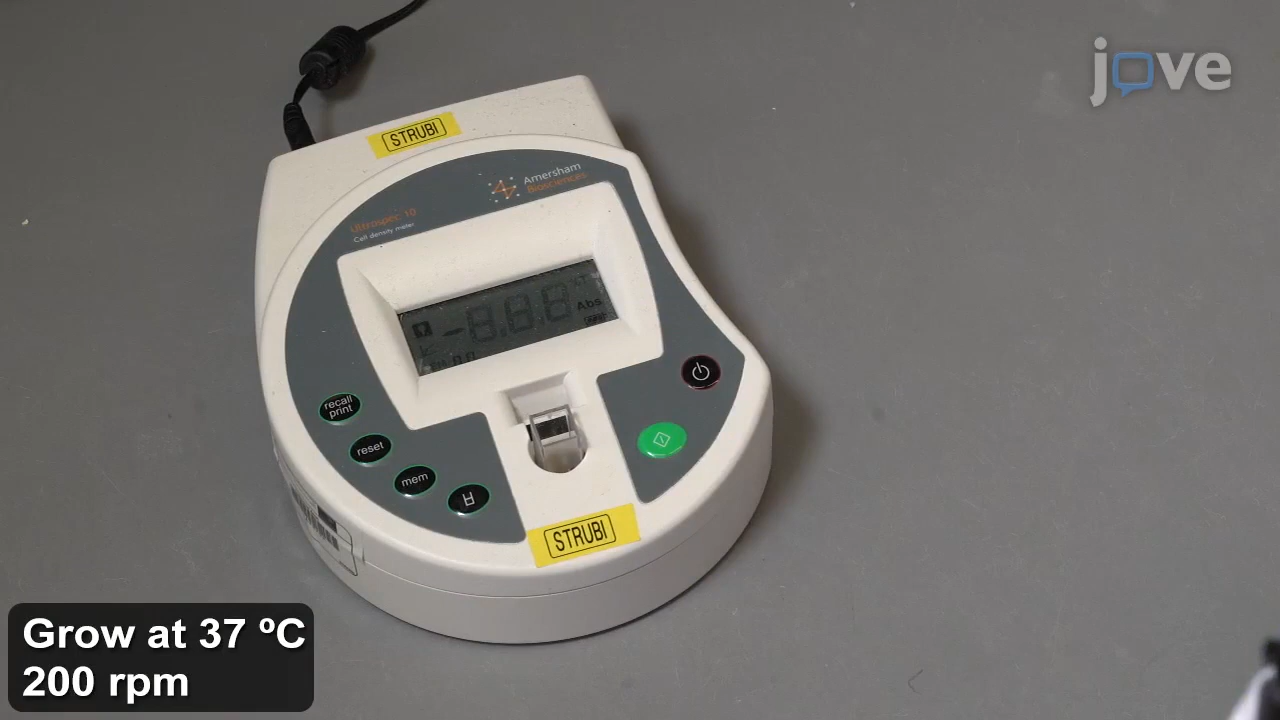 jove
STRUBI
Amersham
Biosciences
Ultrospec 10
Cell density meter
Abs
recall
print
reset
mem
STRUBI
Grow at 37 ºC
200 rpm